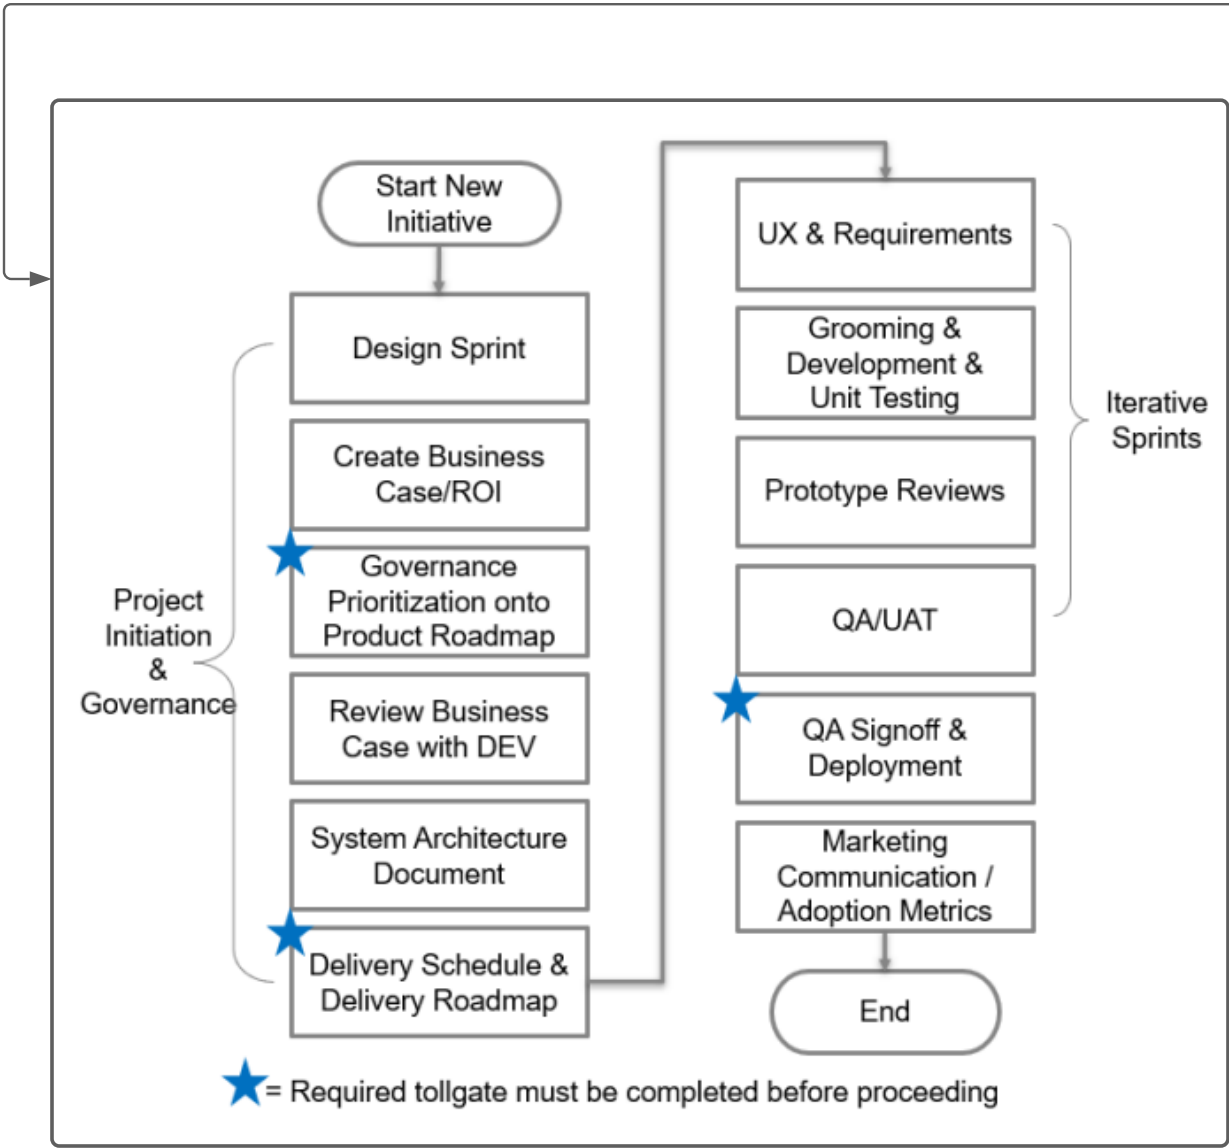 Start New
Initiative
Design Sprint
Create Business
Case/ROI
Governance
Prioritization onto
Product Roadmap
Review Business
Case with DEV
System Architecture
Document
Delivery Schedule &
Delivery Roadmap
Project
Initiation
&
Governance
UX & Requirements
Grooming &
Development &
Unit Testing
Prototype Reviews
QA/UAT
QA Signoff &
Deployment
Marketing
Communication /
Adoption Metrics
End
Iterative
Sprints
= Required tollgate must be completed before proceeding